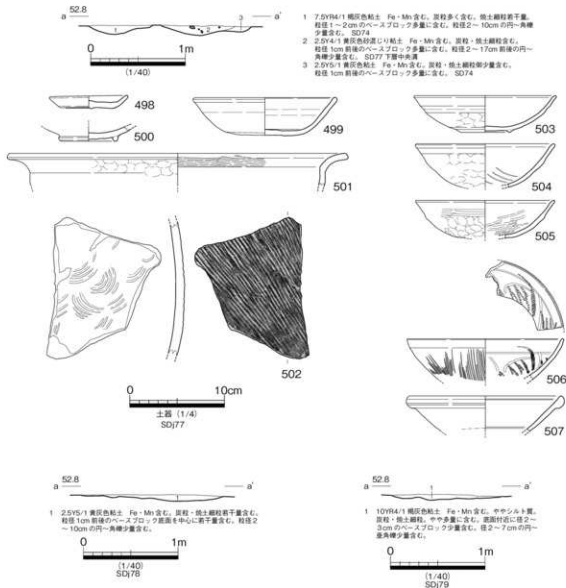 a 52.8 3 a'
1 2
0 1m
(1/40)
1 7.5YR4/1 褐灰色粘土 Fe・Mn含む。炭粒多く含む。焼土細粒若干量。
粒径1～2cmのベースブロック多量に含む。粒径2～10cmの円～角礫
少量含む。 SD74
2 2.5Y4/1 黄灰色砂混じり粘土 Fe・Mn含む。炭粒・焼土細粒含む。
粒径1cm前後のベースブロック多量に含む。粒径2～17cm前後の円～
角礫少量含む。 SD77下層中央溝
3 2.5Y5/1 黄灰色粘土 Fe・Mn含む。炭粒・焼土細粒御少量含む。
粒径1cm前後のベースブロック多量に含む。 SD74
498
499
500
501
502
503
504
505
506
507
0 10cm
土器 (1/4)
SDj77
a 52.8 1 a'
1 2.5Y5/1 黄灰色粘土 Fe・Mn含む。炭粒・焼土細粒若干量含む。
粒径1cm前後のベースブロック底面を中心に若干量含む。粒径2
～10cmの円～角礫少量含む。
0 1m
(1/40)
SDj78
a 52.8 1 a'
1 10YR4/1 褐灰色粘土 Fe・Mn含む。ややシルト質。
炭粒・焼土細粒、やや多量に含む。底面付近に径2～
3cmのベースブロック少量含む。径2～7cmの円～
亜角礫少量含む。
0 1m
(1/40)
SDj79